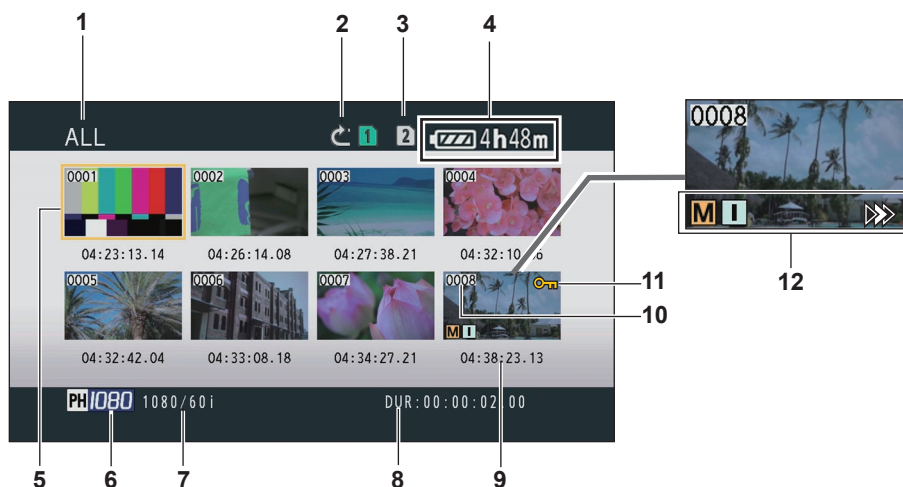 1 2 3 4
ALL 1 2 4h48m
0001 0002 0003 0004
04:23:13.14 04:26:14.08 04:27:38.21
0005 0006 0007 0008
M I
04:32:42.04 04:33:08.18 04:34:27.21 04:38:23.13
PH 1080 1080/60i DUR:00:00:02.00
5 6 7 8 9
10
11
0008
M I
12